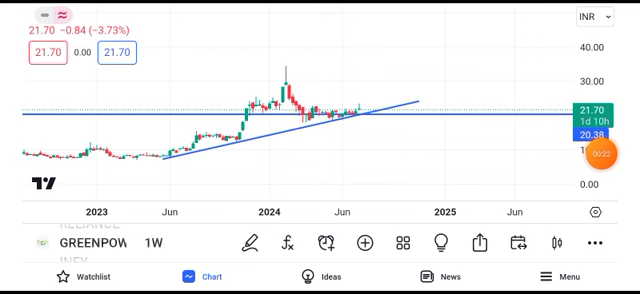 INR
21.70 −0.84 (−3.73%)
21.70 0.00 21.70
40.00
30.00
21.70
1d 10h
20.38
00:22
0.00
2023 Jun 2024 Jun 2025 Jun
RELIANCE
GREENPOW 1W
INFY
Watchlist Chart Ideas News Menu